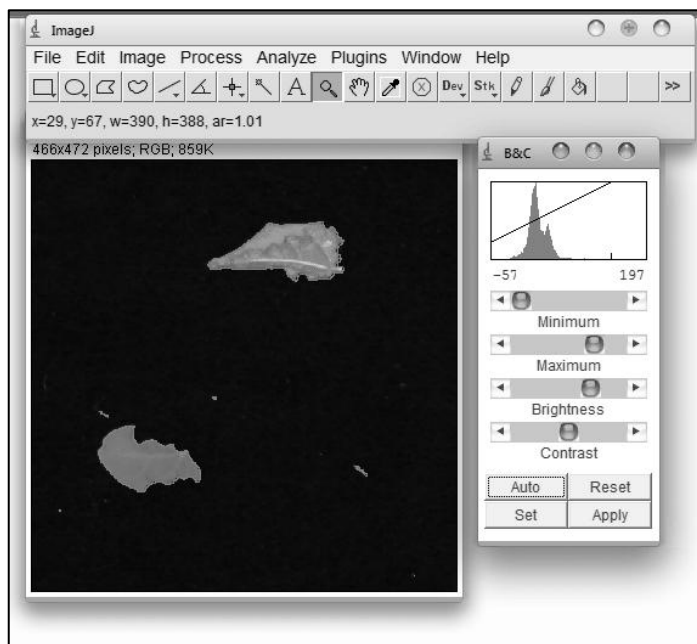 ImageJ
File Edit Image Process Analyze Plugins Window Help
A Dev. Stk. >>
x=29, y=67, w=390, h=388, ar=1.01
466x472 pixels; RGB; 859K
B&C
-57 197
Minimum
Maximum
Brightness
Contrast
Auto Reset
Set Apply